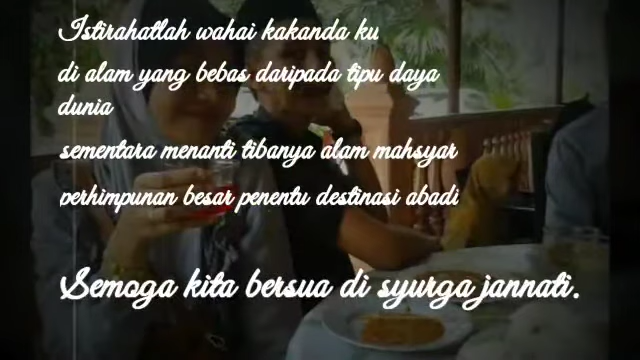 Istirahatlah wahai kakanda ku
di alam yang bebas daripada tipu daya
dunia
sementara menanti tibanya alam mahsyar
perhimpunan besar penentu destinasi abadi
Semoga kita bersua di syurga jannati.